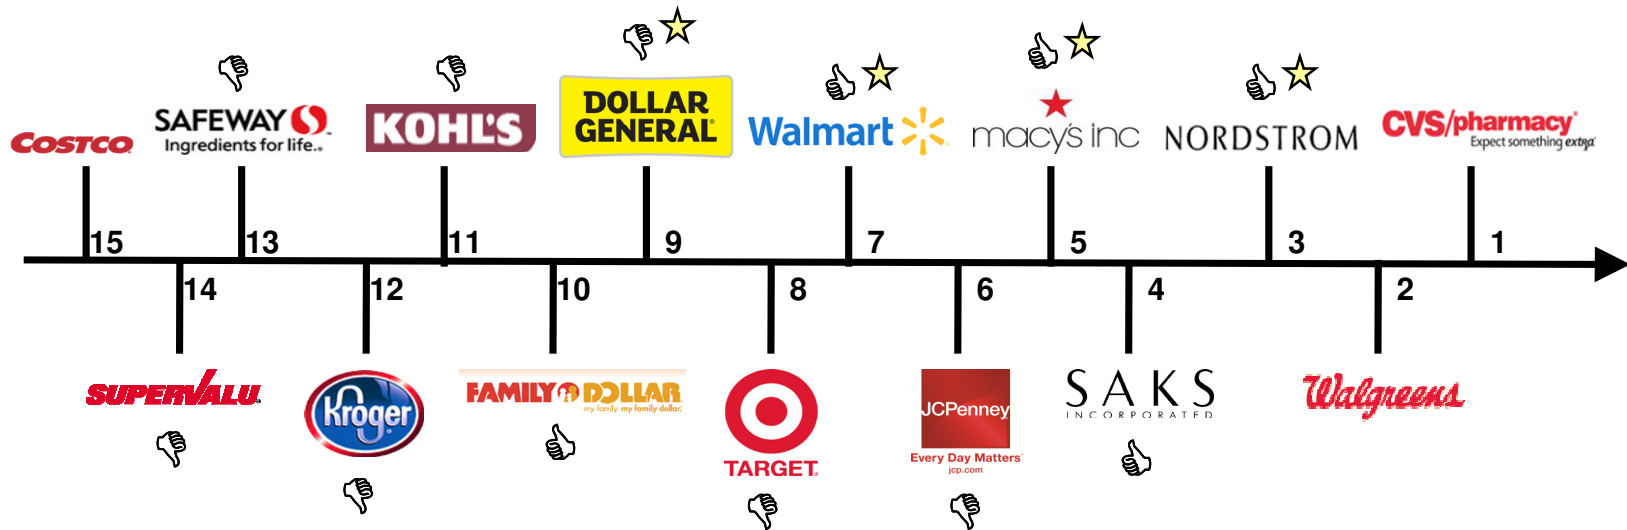 COSTCO
SAFEWAY
Ingredients for life..
KOHL'S
DOLLAR
GENERAL
Walmart
macy's inc
NORDSTROM
CVS/pharmacy
Expect something extra
15
13
11
9
7
5
3
1
14
12
10
8
6
4
2
SUPERVALU
Kroger
FAMILY DOLLAR
my family. my family dollar.
TARGET
JCPenney
Every Day Matters
jcp.com
SAKS
INCORPORATED
Walgreens